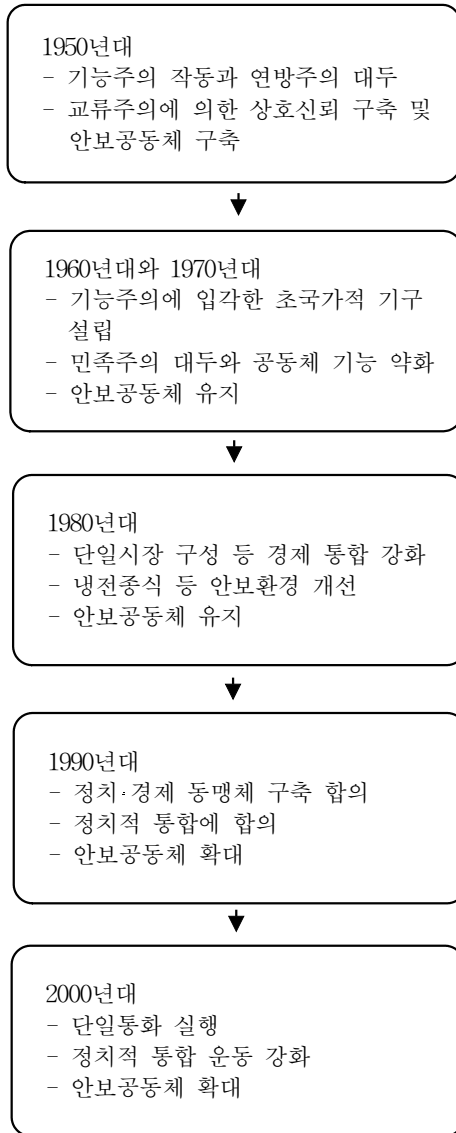 1950년대
- 기능주의 작동과 연방주의 대두
- 교류주의에 의한 상호신뢰 구축 및
안보공동체 구축
1960년대와 1970년대
- 기능주의에 입각한 초국가적 기구
설립
- 민족주의 대두와 공동체 기능 약화
- 안보공동체 유지
1980년대
- 단일시장 구성 등 경제 통합 강화
- 냉전종식 등 안보환경 개선
- 안보공동체 유지
1990년대
- 정치·경제 동맹체 구축 합의
- 정치적 통합에 합의
- 안보공동체 확대
2000년대
- 단일통화 실행
- 정치적 통합 운동 강화
- 안보공동체 확대